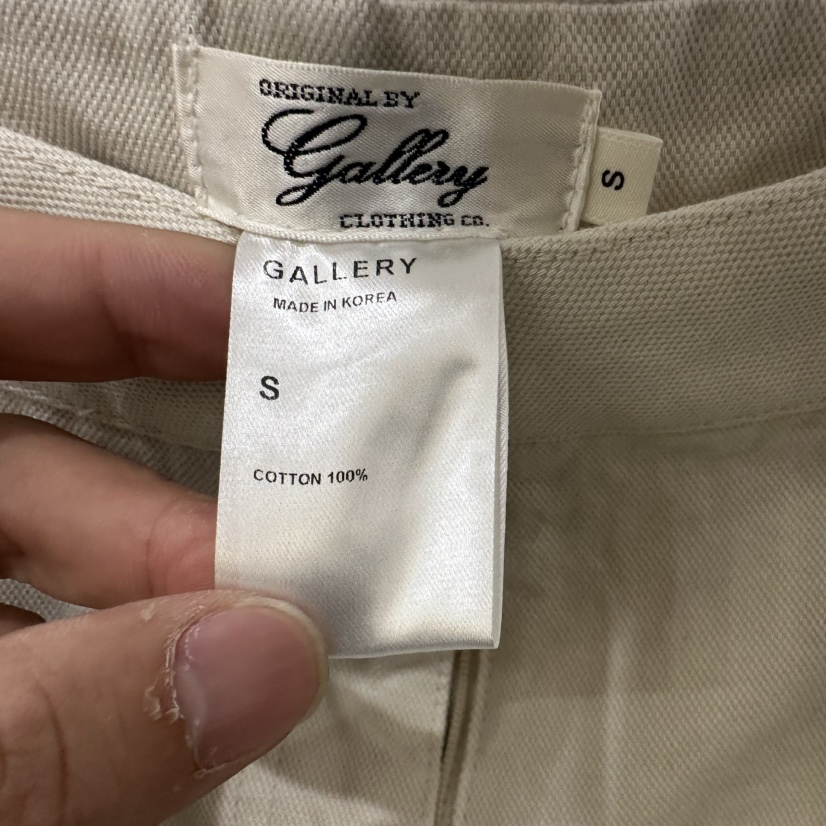 ORIGINAL BY
Gallery
CLOTHING CO.
S
GALLERY
MADE IN KOREA
S
COTTON 100%